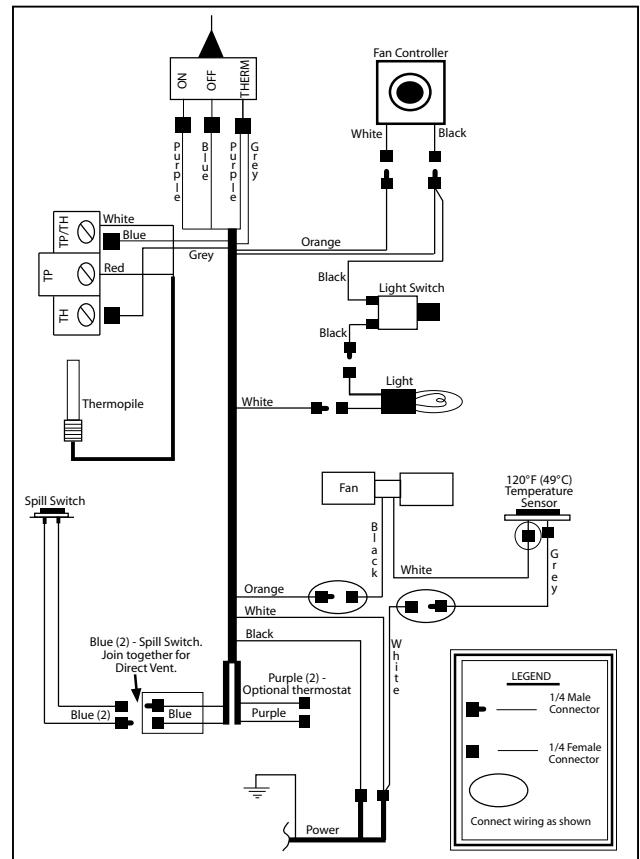 ON
OFF
THERM
Purple
Blue
Purple
Grey
Fan Controller
White
Black
TP/TH
TP
TH
White
Blue
Grey
Red
Orange
Black
Light Switch
Black
Light
White
Thermopile
Spill Switch
Fan
120°F (49°C)
Temperature
Sensor
Black
White
Grey
Orange
White
Black
White
Blue (2) - Spill Switch.
Join together for
Direct Vent.
Purple (2) -
Optional thermostat
Blue (2)
Blue
Purple
Power
LEGEND
1/4 Male
Connector
1/4 Female
Connector
Connect wiring as shown